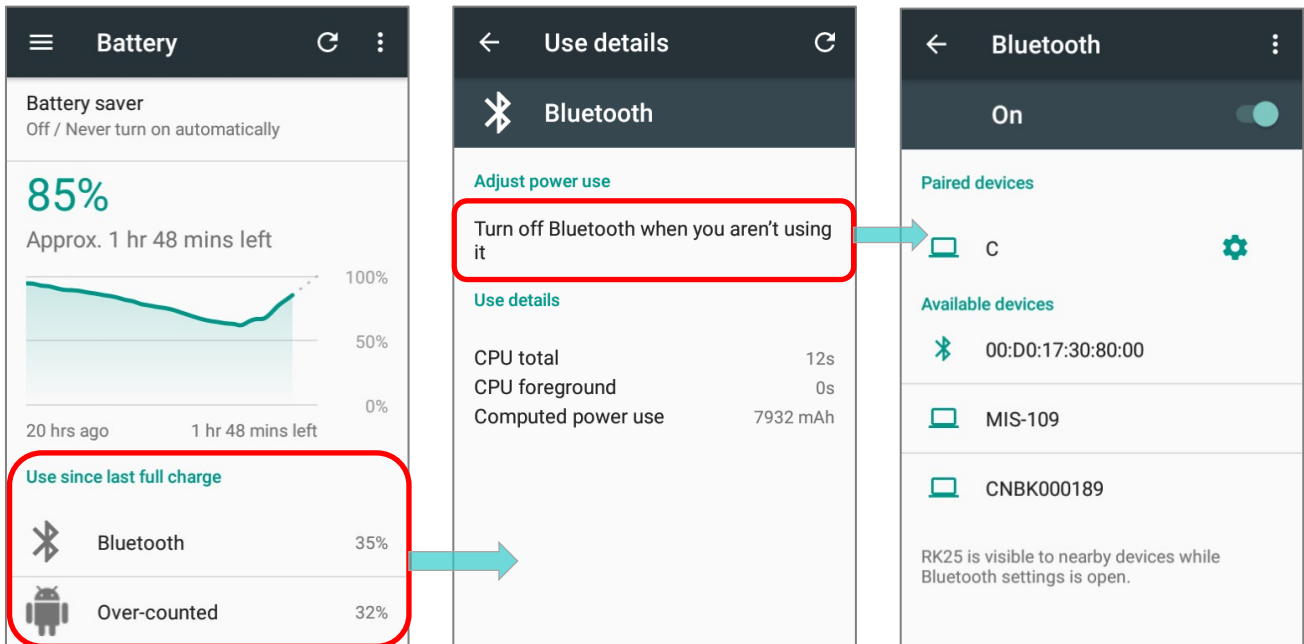 Battery
Battery saver
Off / Never turn on automatically
85%
Approx. 1 hr 48 mins left
100%
50%
0%
20 hrs ago 1 hr 48 mins left
Use since last full charge
Bluetooth 35%
Over-counted 32%
Use details
Bluetooth
Adjust power use
Turn off Bluetooth when you aren't using
it
Use details
CPU total 12s
CPU foreground 0s
Computed power use 7932 mAh
Bluetooth
On
Paired devices
C
Available devices
00:D0:17:30:80:00
MIS-109
CNBK000189
RK25 is visible to nearby devices while
Bluetooth settings is open.